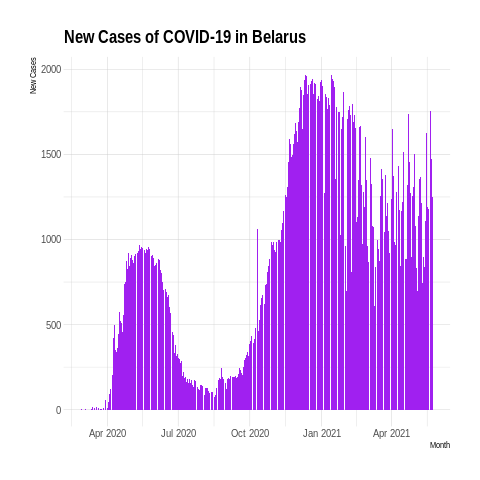 New Cases of COVID-19 in Belarus
New Cases
2000
1500
1000
500
0
Apr 2020 Jul 2020 Oct 2020 Jan 2021 Apr 2021
Month